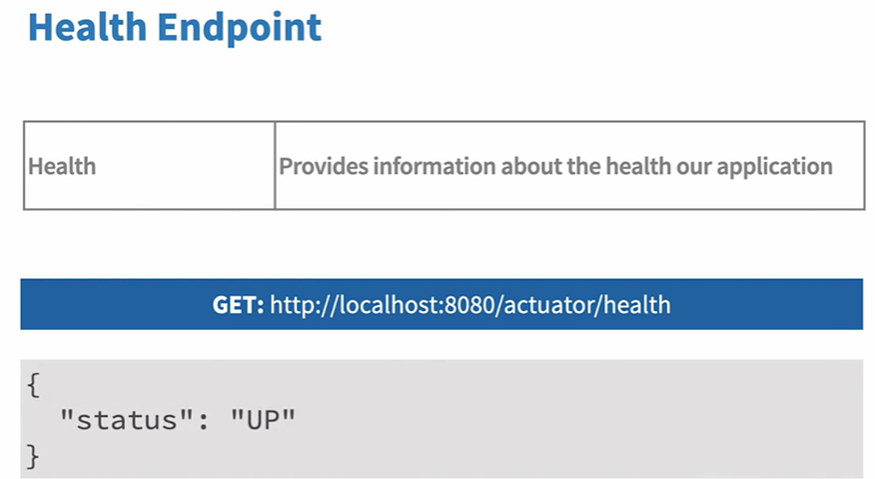 Health Endpoint
Health
Provides information about the health our application
GET: http://localhost:8080/actuator/health
{
  "status": "UP"
}